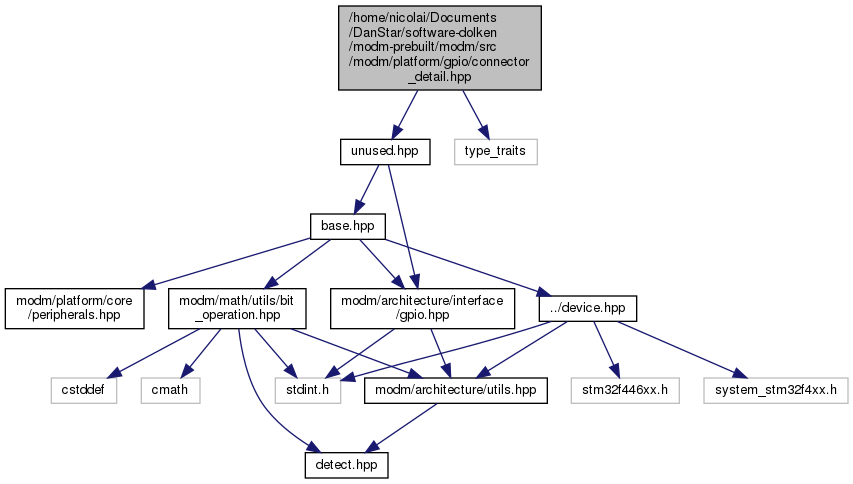 /home/nicolai/Documents
/DanStar/software-dolken
/modm-prebuilt/modm/src
/modm/platform/gpio/connector
_detail.hpp
unused.hpp
type_traits
base.hpp
modm/platform/core
/peripherals.hpp
modm/math/utils/bit
_operation.hpp
modm/architecture/interface
/gpio.hpp
../device.hpp
cstddef
cmath
stdint.h
modm/architecture/utils.hpp
stm32f446xx.h
system_stm32f4xx.h
detect.hpp